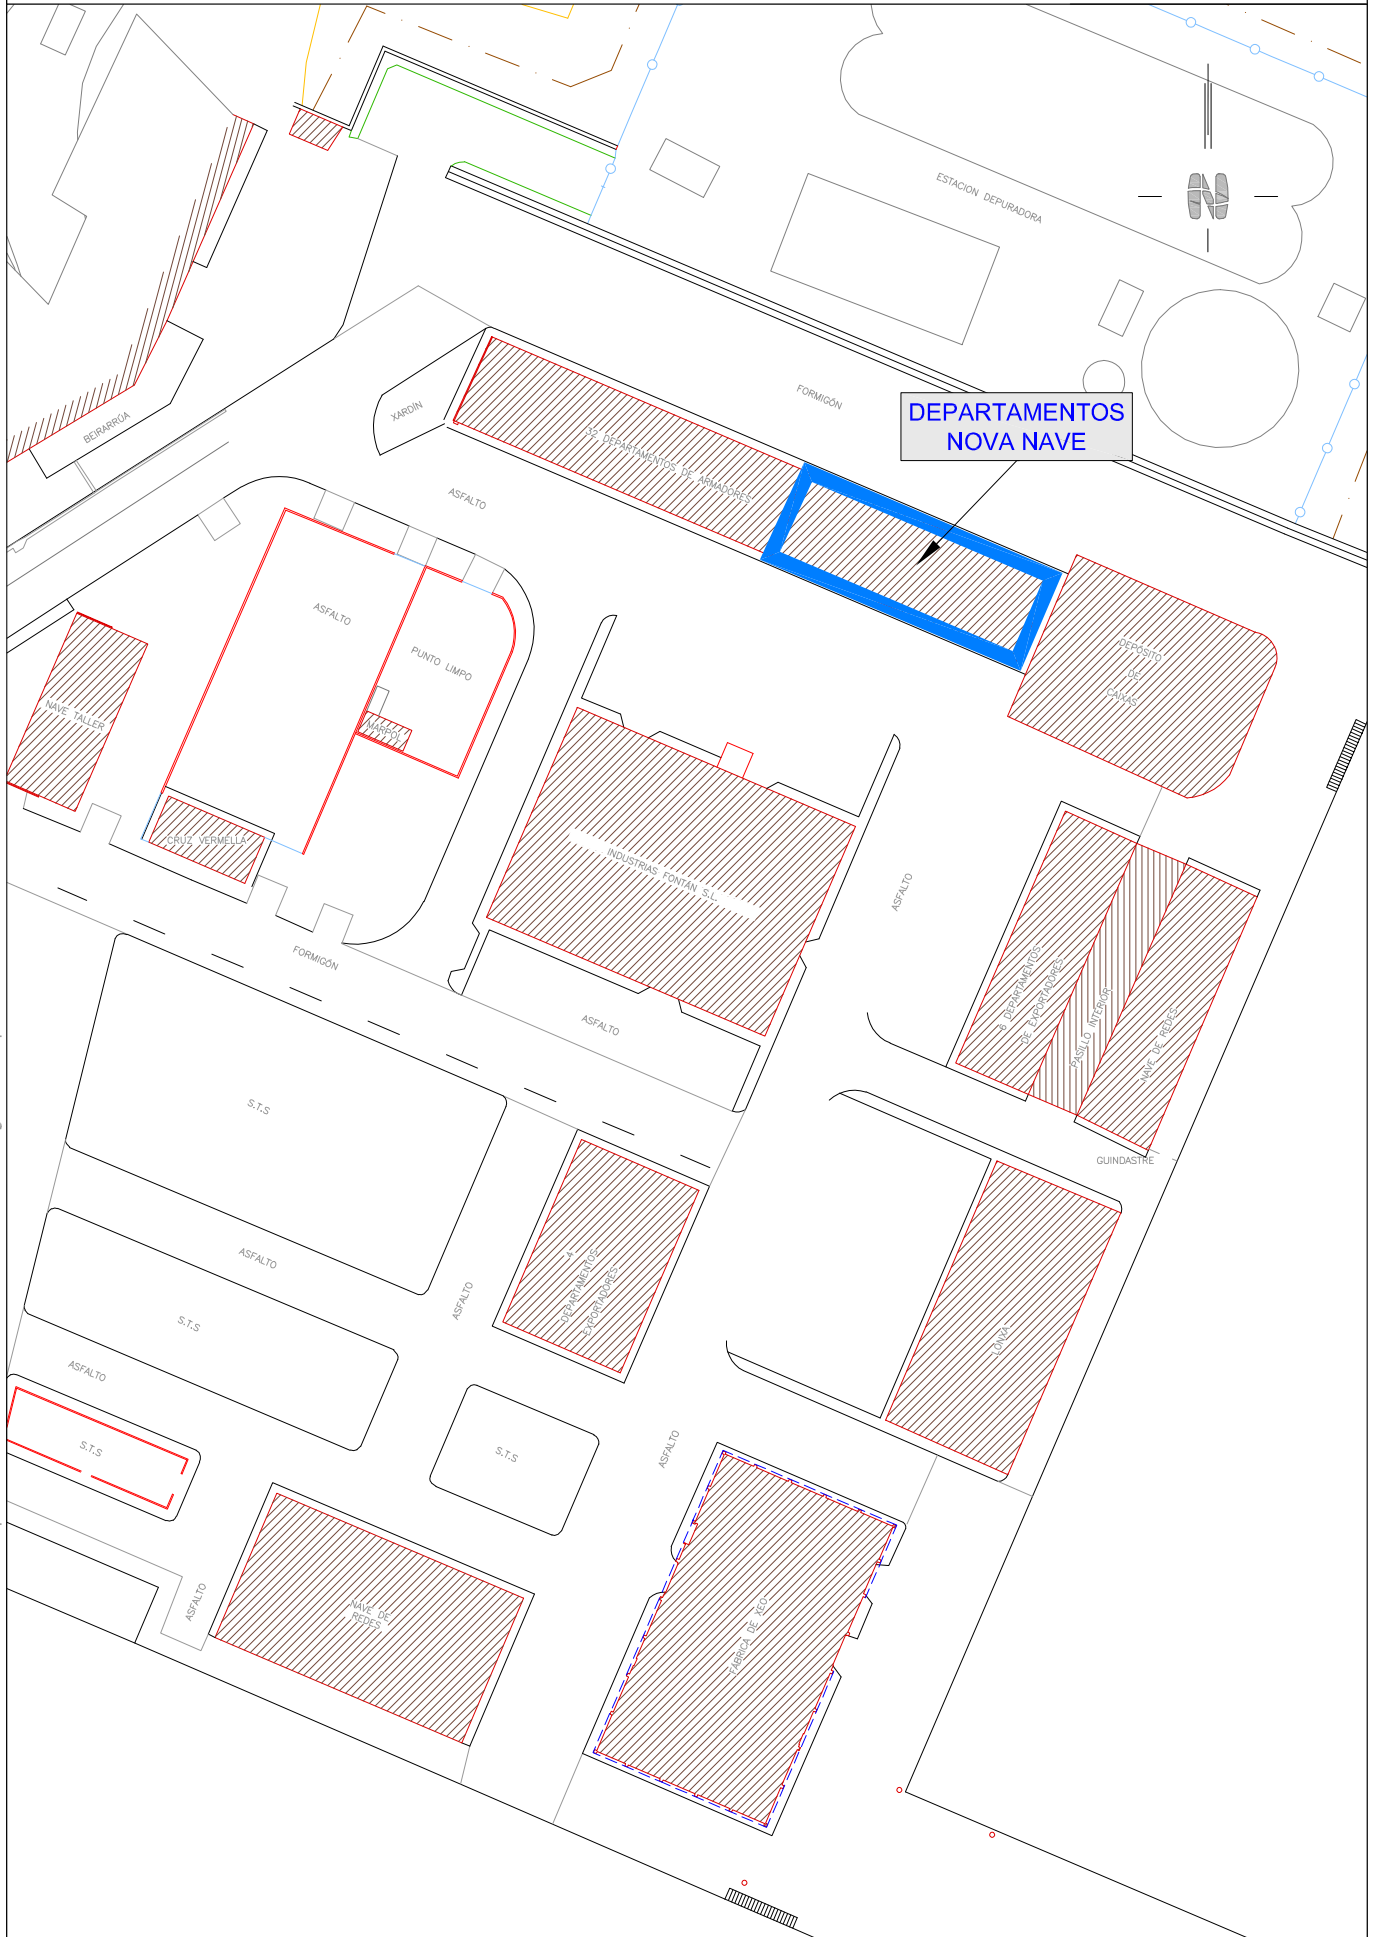 ESTACION DEPURADORA
N
FORMIGÓN
DEPARTAMENTOS
NOVA NAVE
XARDÍN
BEIRARRÚA
32 DEPARTAMENTOS DE ARMADORES
ASFALTO
ASFALTO
PUNTO LIMPO
DEPÓSITO
DE
CAIXAS
NAVE TALLER
MARPOL
CRUZ VERMELLA
INDUSTRIAS FONTÁN S.L.
ASFALTO
FORMIGÓN
ASFALTO
6 DEPARTAMENTOS
DE EXPORTADORES
PASILLO INTERIOR
NAVE DE REDES
S.T.S
GUINDASTRE
ASFALTO
4
DEPARTAMENTOS
EXPORTADORES
ASFALTO
S.T.S
LONXA
ASFALTO
S.T.S
S.T.S
ASFALTO
ASFALTO
NAVE DE
REDES
FÁBRICA DE XEO